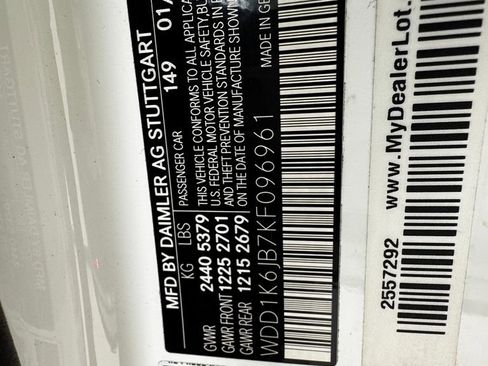 MFD BY DAIMLER AG STUTTGART
149 01/
KG LBS PASSENGER CAR
GVWR 2440 5379 THIS VEHICLE CONFORMS TO ALL APPLICA
GAWR FRONT 1225 2701 U.S. FEDERAL MOTOR VEHICLE SAFETY, BU
GAWR REAR 1215 2679 AND THEFT PREVENTION STANDARDS IN E
DATE OF MANUFACTURE SHOWN
WDD1K6JB7KF096961 MADE IN GE
2557292 www.MyDealerLot.